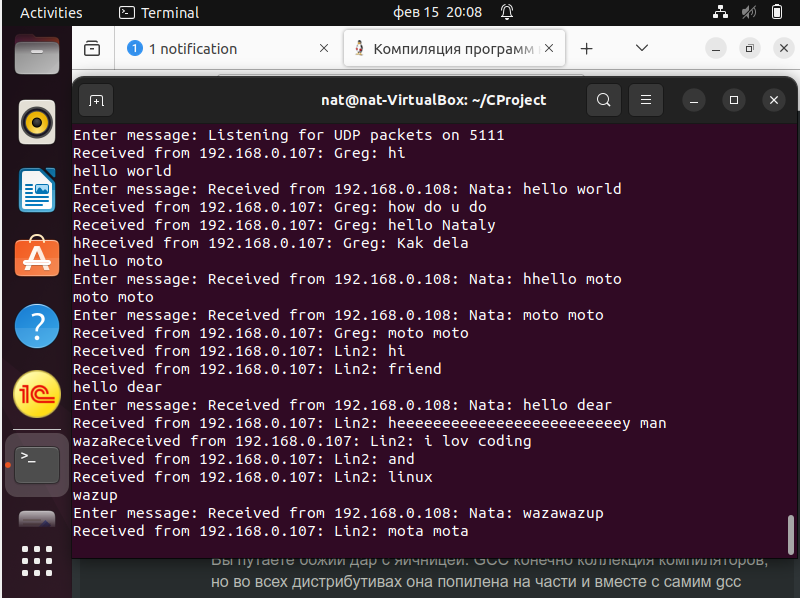 Activities Terminal фев 15 20:08
1 1 notification Компиляция программ
nat@nat-VirtualBox: ~/CProject
Enter message: Listening for UDP packets on 5111
Received from 192.168.0.107: Greg: hi
hello world
Enter message: Received from 192.168.0.108: Nata: hello world
Received from 192.168.0.107: Greg: how do u do
Received from 192.168.0.107: Greg: hello Nataly
hReceived from 192.168.0.107: Greg: Kak dela
hello moto
Enter message: Received from 192.168.0.108: Nata: hhello moto
moto moto
Enter message: Received from 192.168.0.108: Nata: moto moto
Received from 192.168.0.107: Greg: moto moto
Received from 192.168.0.107: Lin2: hi
Received from 192.168.0.107: Lin2: friend
hello dear
Enter message: Received from 192.168.0.108: Nata: hello dear
Received from 192.168.0.107: Lin2: heeeeeeeeeeeeeeeeeeeeeeeeey man
wazaReceived from 192.168.0.107: Lin2: i lov coding
Received from 192.168.0.107: Lin2: and
Received from 192.168.0.107: Lin2: linux
wazup
Enter message: Received from 192.168.0.108: Nata: wazawazup
Received from 192.168.0.107: Lin2: mota mota
1С
Вы путаете божий дар с яичницей. GCC конечно коллекция компиляторов,
но во всех дистрибутивах она попилена на части и вместе с самим gcc